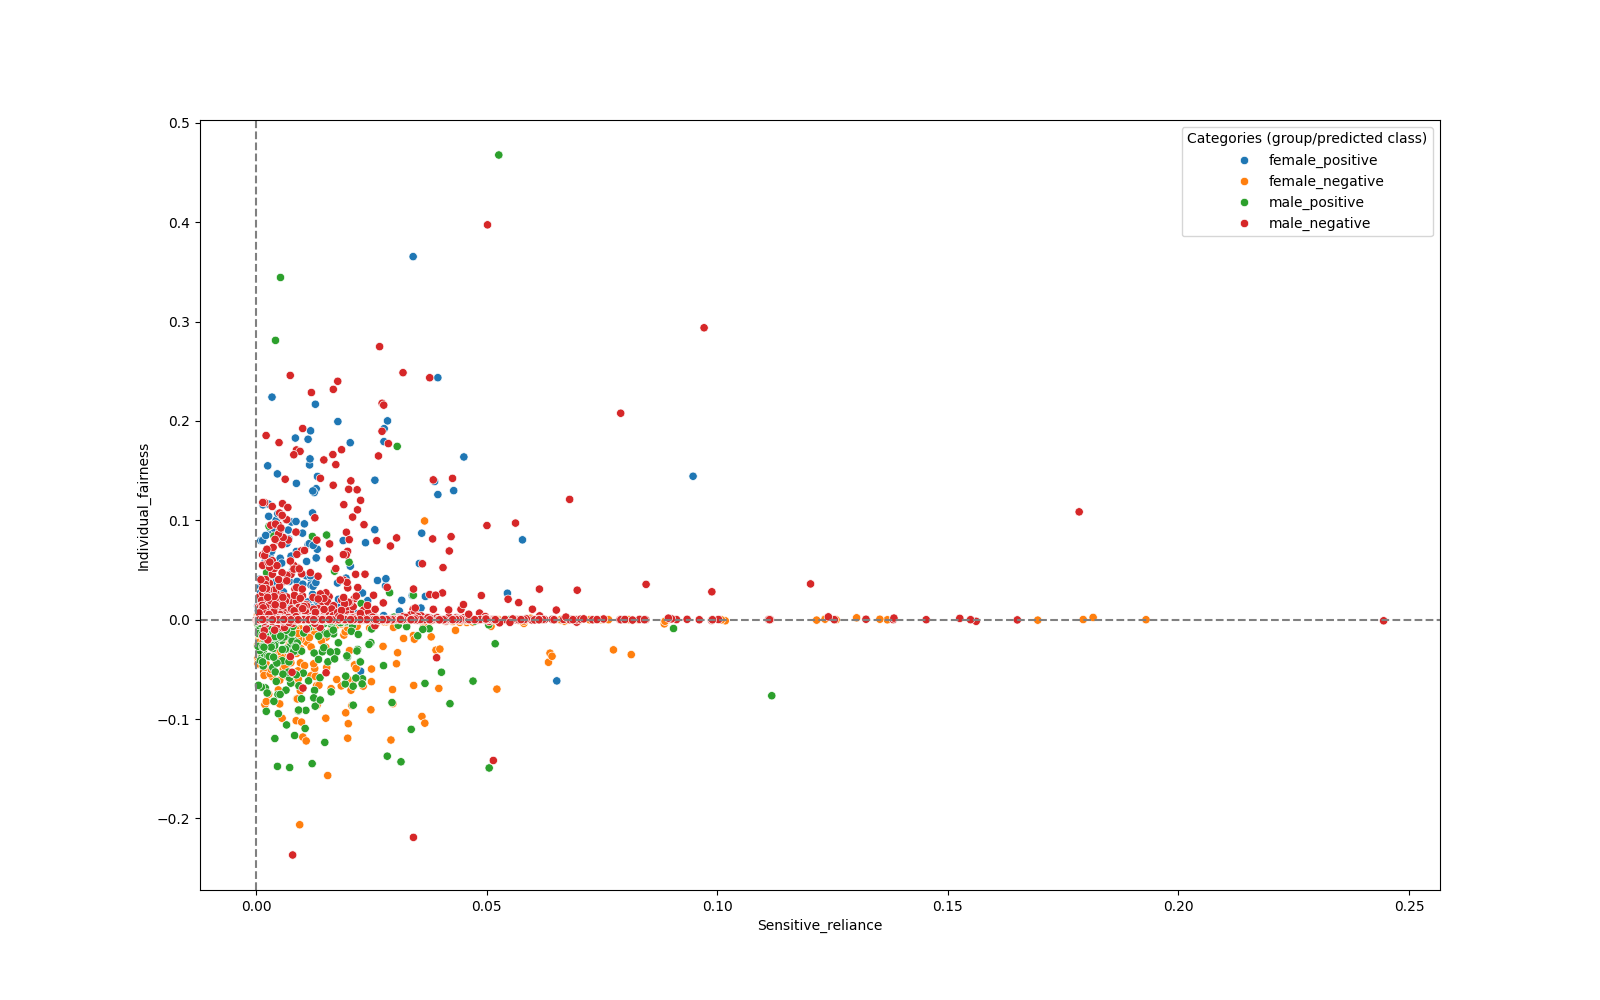 Categories (group/predicted class)
female_positive
female_negative
male_positive
male_negative
0.5
0.4
0.3
0.2
0.1
0.0
−0.1
−0.2
Individual_fairness
0.00
0.05
0.10
0.15
0.20
0.25
Sensitive_reliance